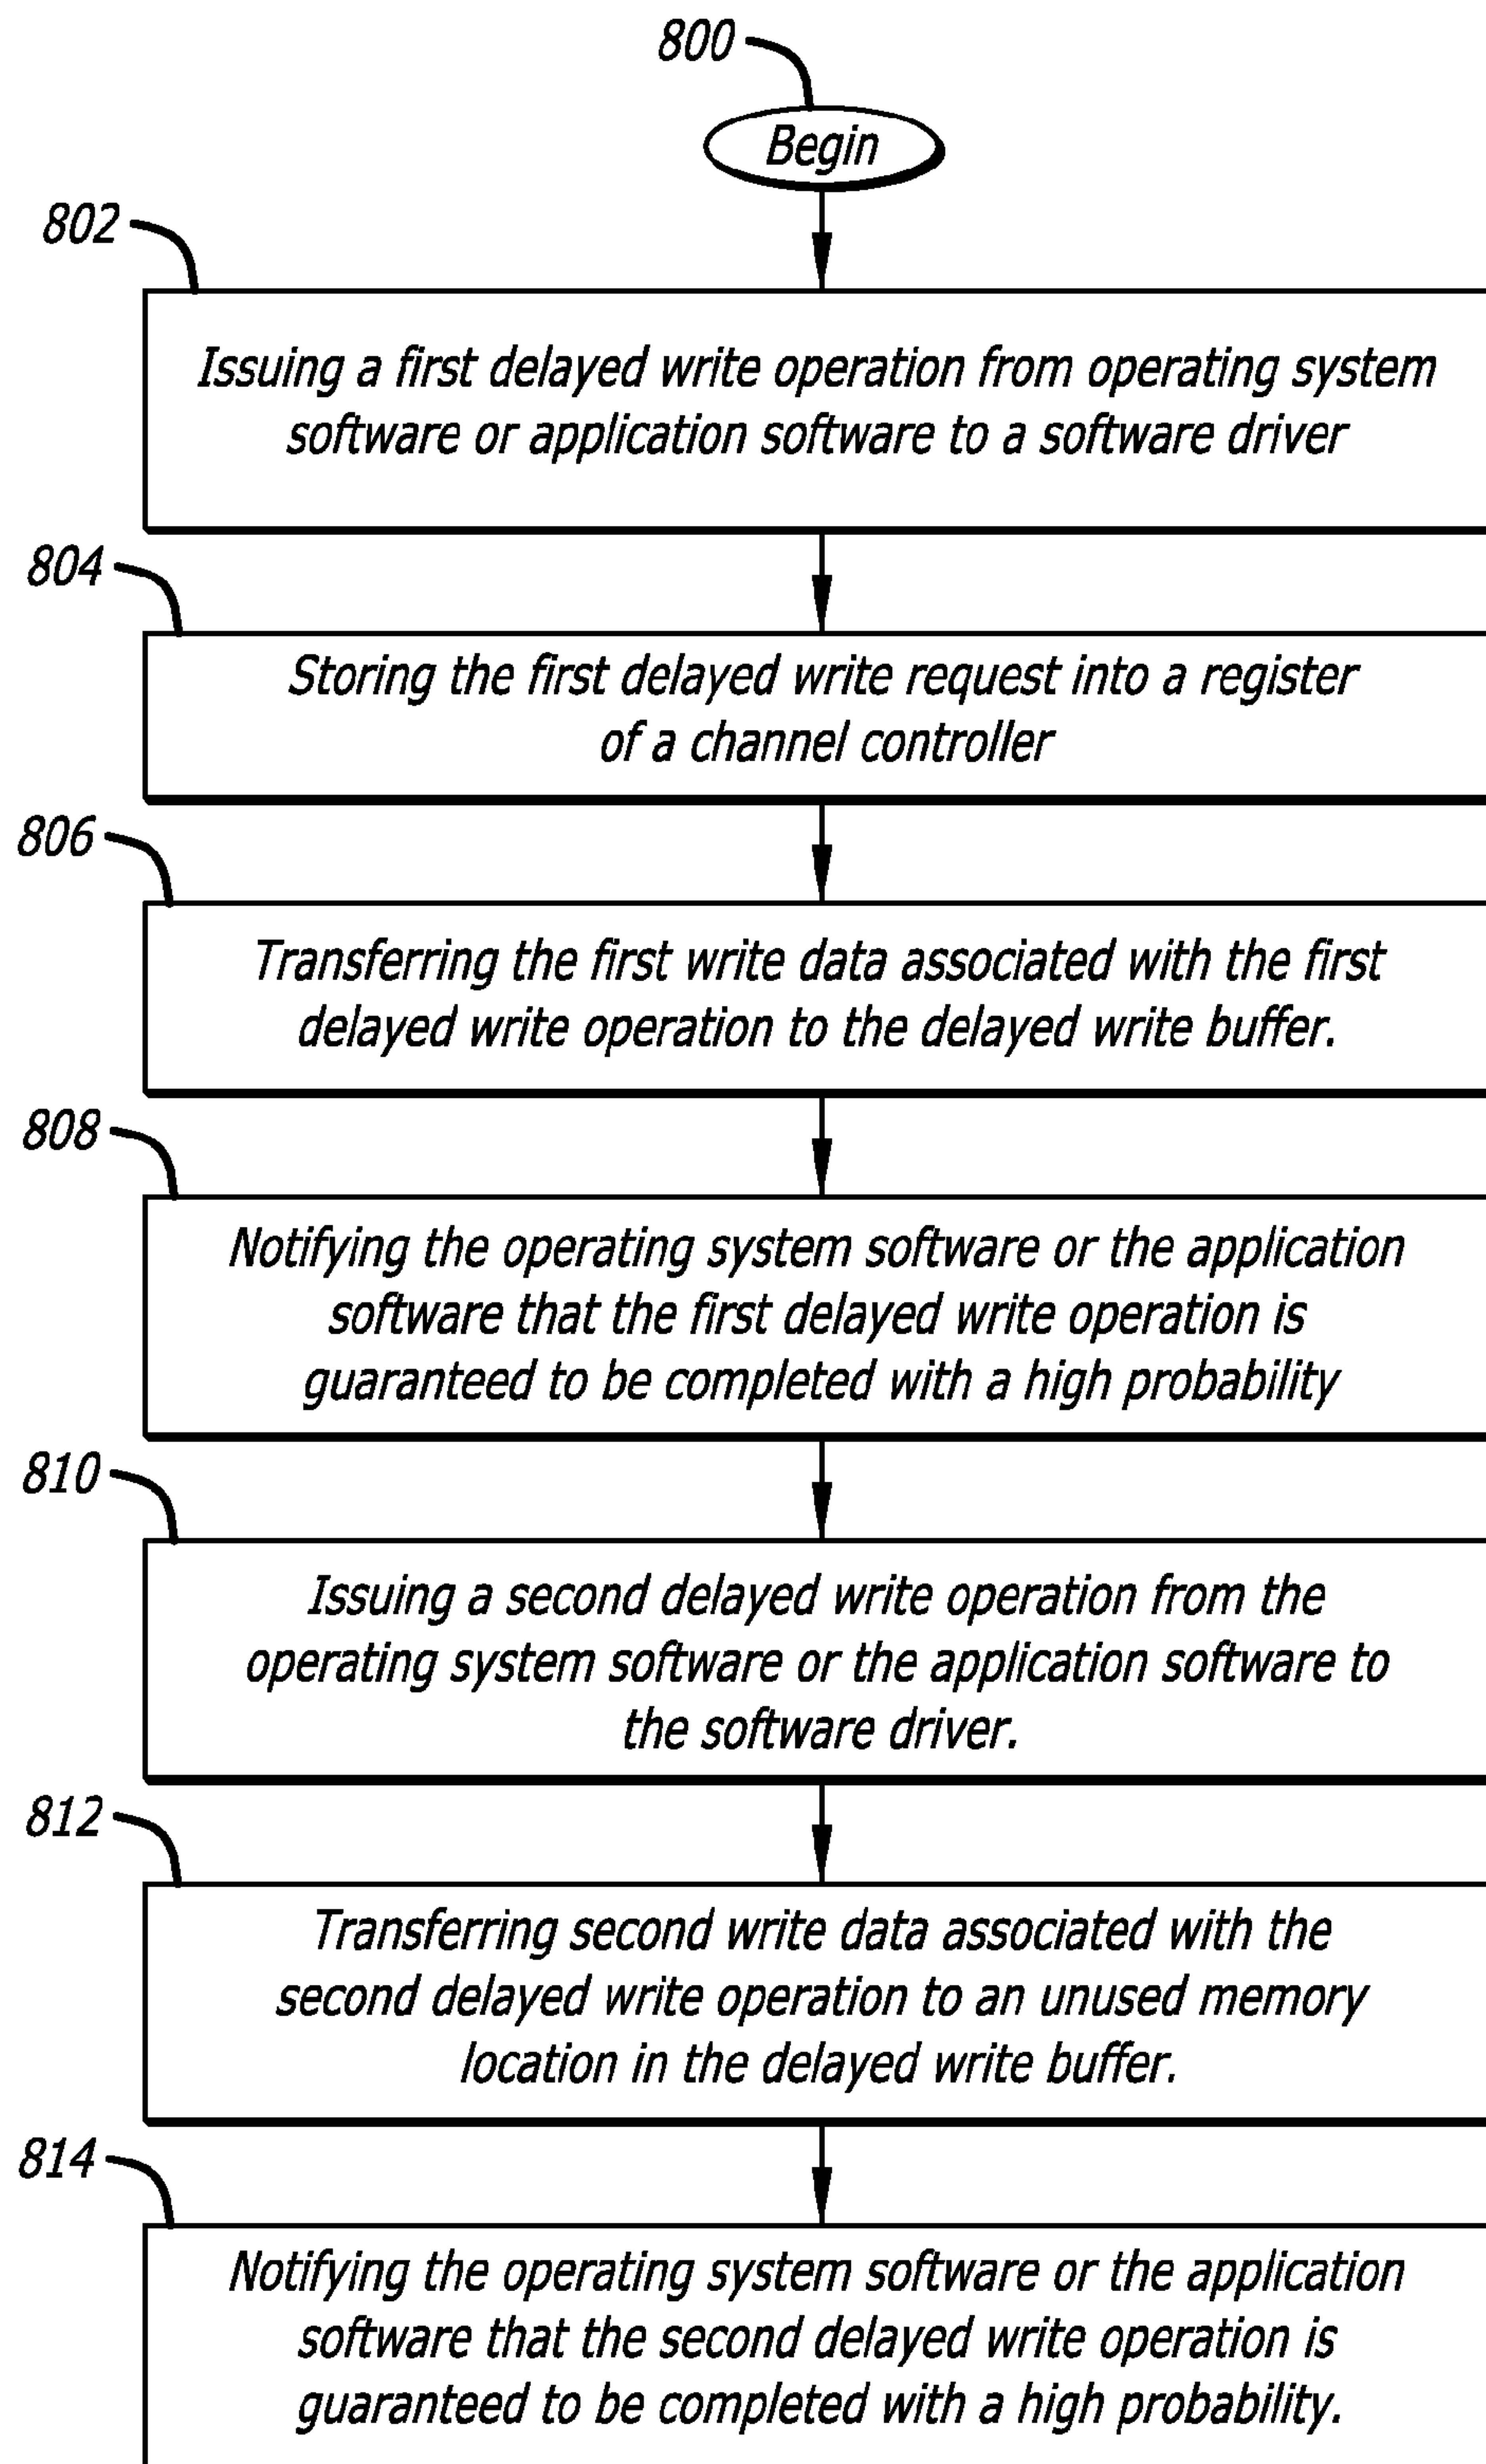 800
Begin
802
Issuing a first delayed write operation from operating system
software or application software to a software driver
804
Storing the first delayed write request into a register
of a channel controller
806
Transferring the first write data associated with the first
delayed write operation to the delayed write buffer.
808
Notifying the operating system software or the application
software that the first delayed write operation is
guaranteed to be completed with a high probability
810
Issuing a second delayed write operation from the
operating system software or the application software to
the software driver.
812
Transferring second write data associated with the
second delayed write operation to an unused memory
location in the delayed write buffer.
814
Notifying the operating system software or the application
software that the second delayed write operation is
guaranteed to be completed with a high probability.